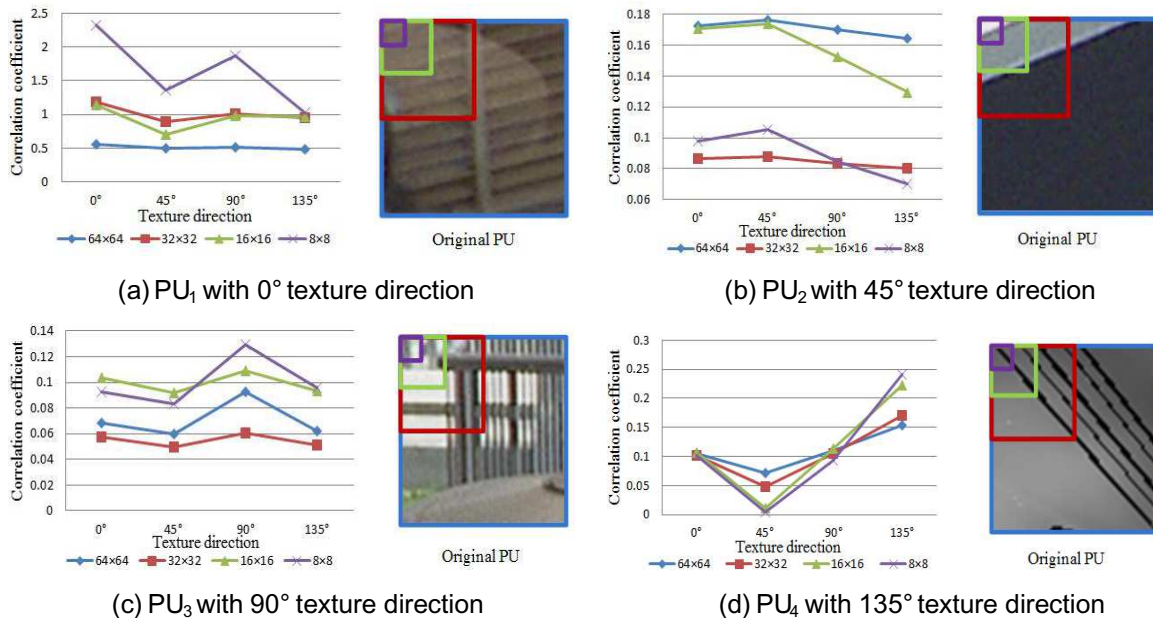 Correlation coefficient
2.5
2
1.5
1
0.5
0
0° 45° 90° 135°
Texture direction
64×64 32×32 16×16 8×8
Original PU
(a) PU₁ with 0° texture direction
Correlation coefficient
0.18
0.16
0.14
0.12
0.1
0.08
0.06
0° 45° 90° 135°
Texture direction
64×64 32×32 16×16 8×8
Original PU
(b) PU₂ with 45° texture direction
Correlation coefficient
0.14
0.12
0.1
0.08
0.06
0.04
0.02
0
0° 45° 90° 135°
Texture direction
64×64 32×32 16×16 8×8
Original PU
(c) PU₃ with 90° texture direction
Correlation coefficient
0.3
0.25
0.2
0.15
0.1
0.05
0
0° 45° 90° 135°
Texture direction
64×64 32×32 16×16 8×8
Original PU
(d) PU₄ with 135° texture direction